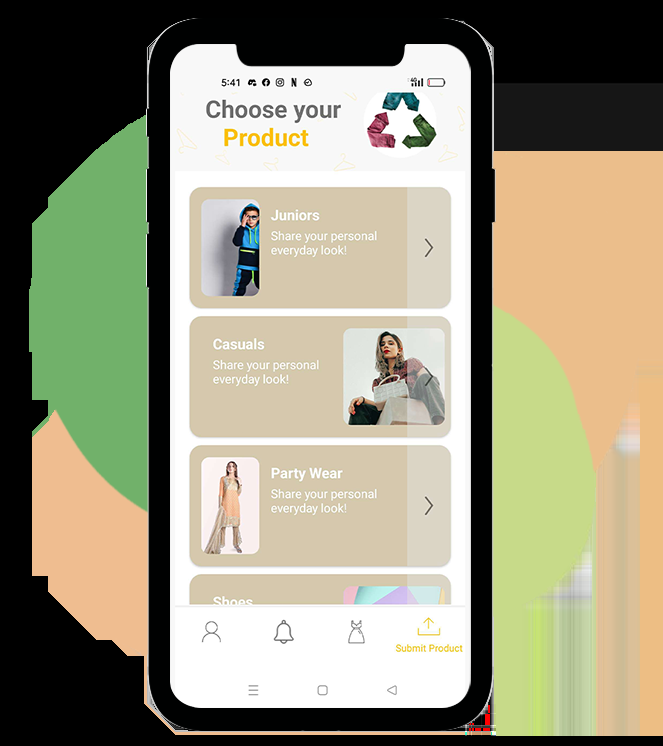 5:41
4G
Choose your
Product
Juniors
Share your personal
everyday look!
Casuals
Share your personal
everyday look!
Party Wear
Share your personal
everyday look!
Shoes
Submit Product